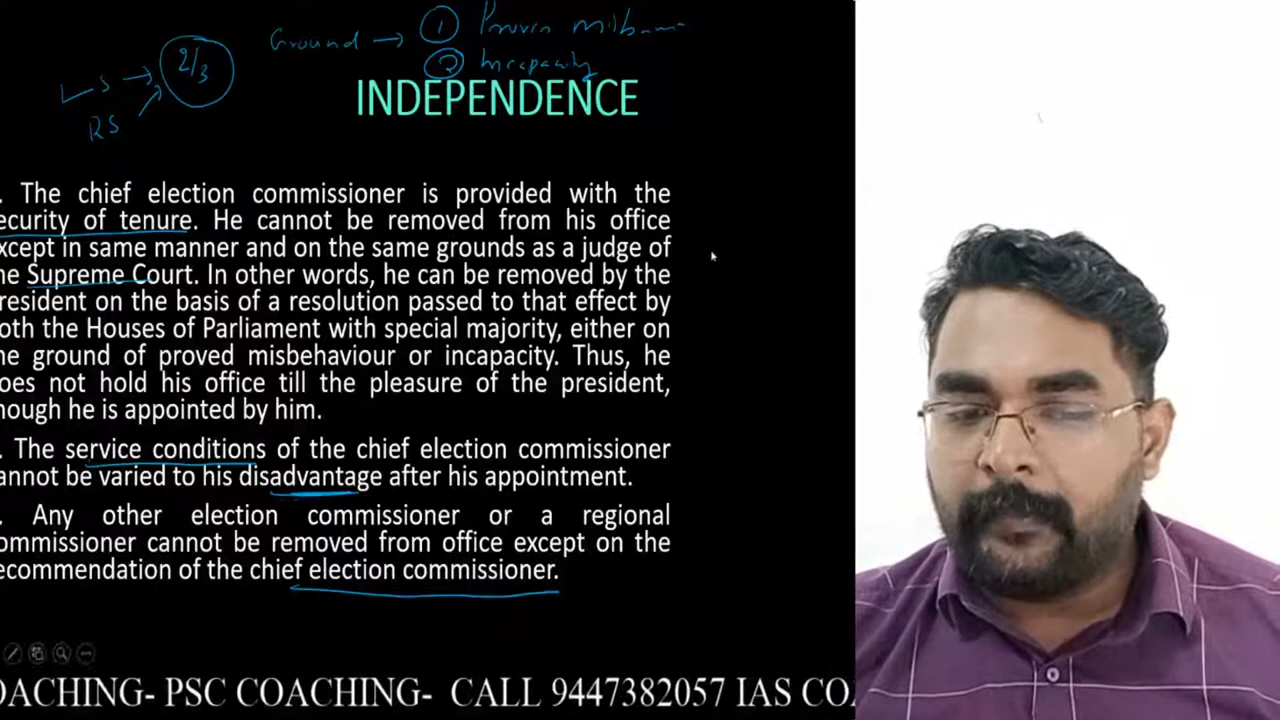 Ground → ① Proven
2/3
② Incapacity
LS →
RS
INDEPENDENCE
. The chief election commissioner is provided with the
ecurity of tenure. He cannot be removed from his office
xcept in same manner and on the same grounds as a judge of
he Supreme Court. In other words, he can be removed by the
resident on the basis of a resolution passed to that effect by
oth the Houses of Parliament with special majority, either on
he ground of proved misbehaviour or incapacity. Thus, he
oes not hold his office till the pleasure of the president,
hough he is appointed by him.
. The service conditions of the chief election commissioner
annot be varied to his disadvantage after his appointment.
. Any other election commissioner or a regional
ommissioner cannot be removed from office except on the
ecommendation of the chief election commissioner.
OACHING- PSC COACHING- CALL 9447382057 IAS COA